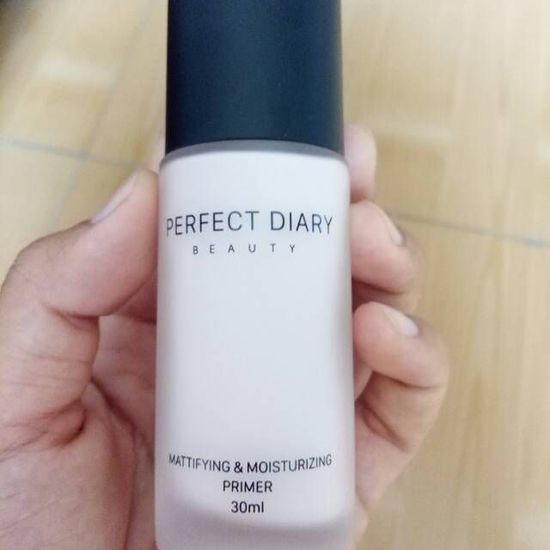 PERFECT DIARY
BEAUTY
MATTIFYING & MOISTURIZING
PRIMER
30ml